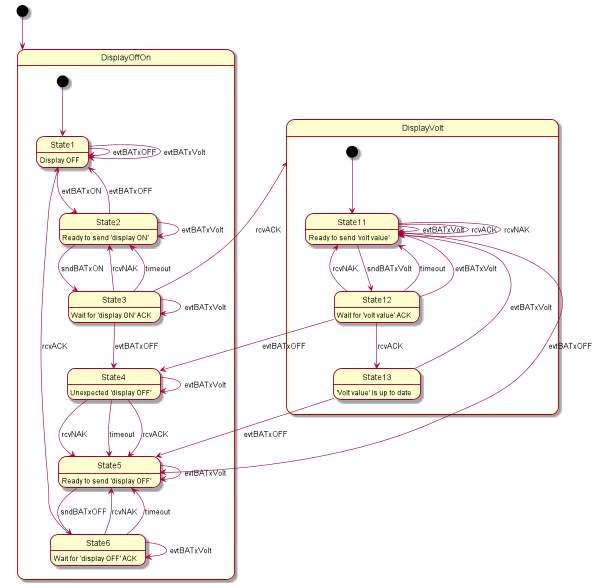 DisplayOffOn
State1
Display OFF
evtBATxOFF
evtBATxVolt
evtBATxON
evtBATxOFF
State2
Ready to send 'display ON'
evtBATxVolt
sndBATxON
rcvNAK
timeout
State3
Wait for 'display ON' ACK
evtBATxVolt
rcvACK
evtBATxOFF
rcvACK
State4
Unexpected 'display OFF'
evtBATxVolt
rcvNAK
timeout
rcvACK
State5
Ready to send 'display OFF'
evtBATxVolt
sndBATxOFF
rcvNAK
timeout
State6
Wait for 'display OFF' ACK
evtBATxVolt
DisplayVolt
State11
Ready to send 'volt value'
evtBATxVolt
rcvACK
rcvNAK
rcvNAK
sndBATxVolt
timeout
evtBATxVolt
State12
Wait for 'volt value' ACK
evtBATxVolt
evtBATxOFF
rcvACK
evtBATxOFF
State13
'Volt value' is up to date
evtBATxOFF